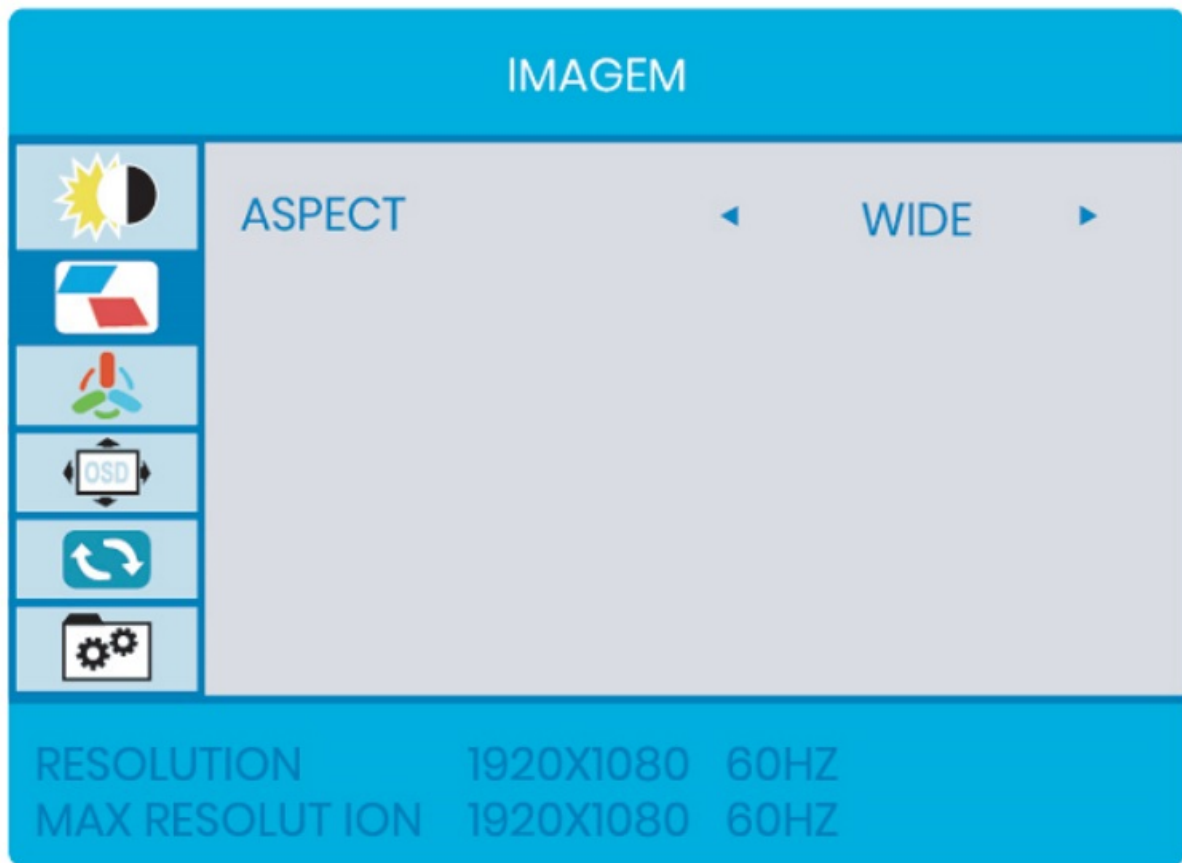 IMAGEM
ASPECT ◄ WIDE ►
OSD
RESOLUTION 1920X1080 60HZ
MAX RESOLUT ION 1920X1080 60HZ